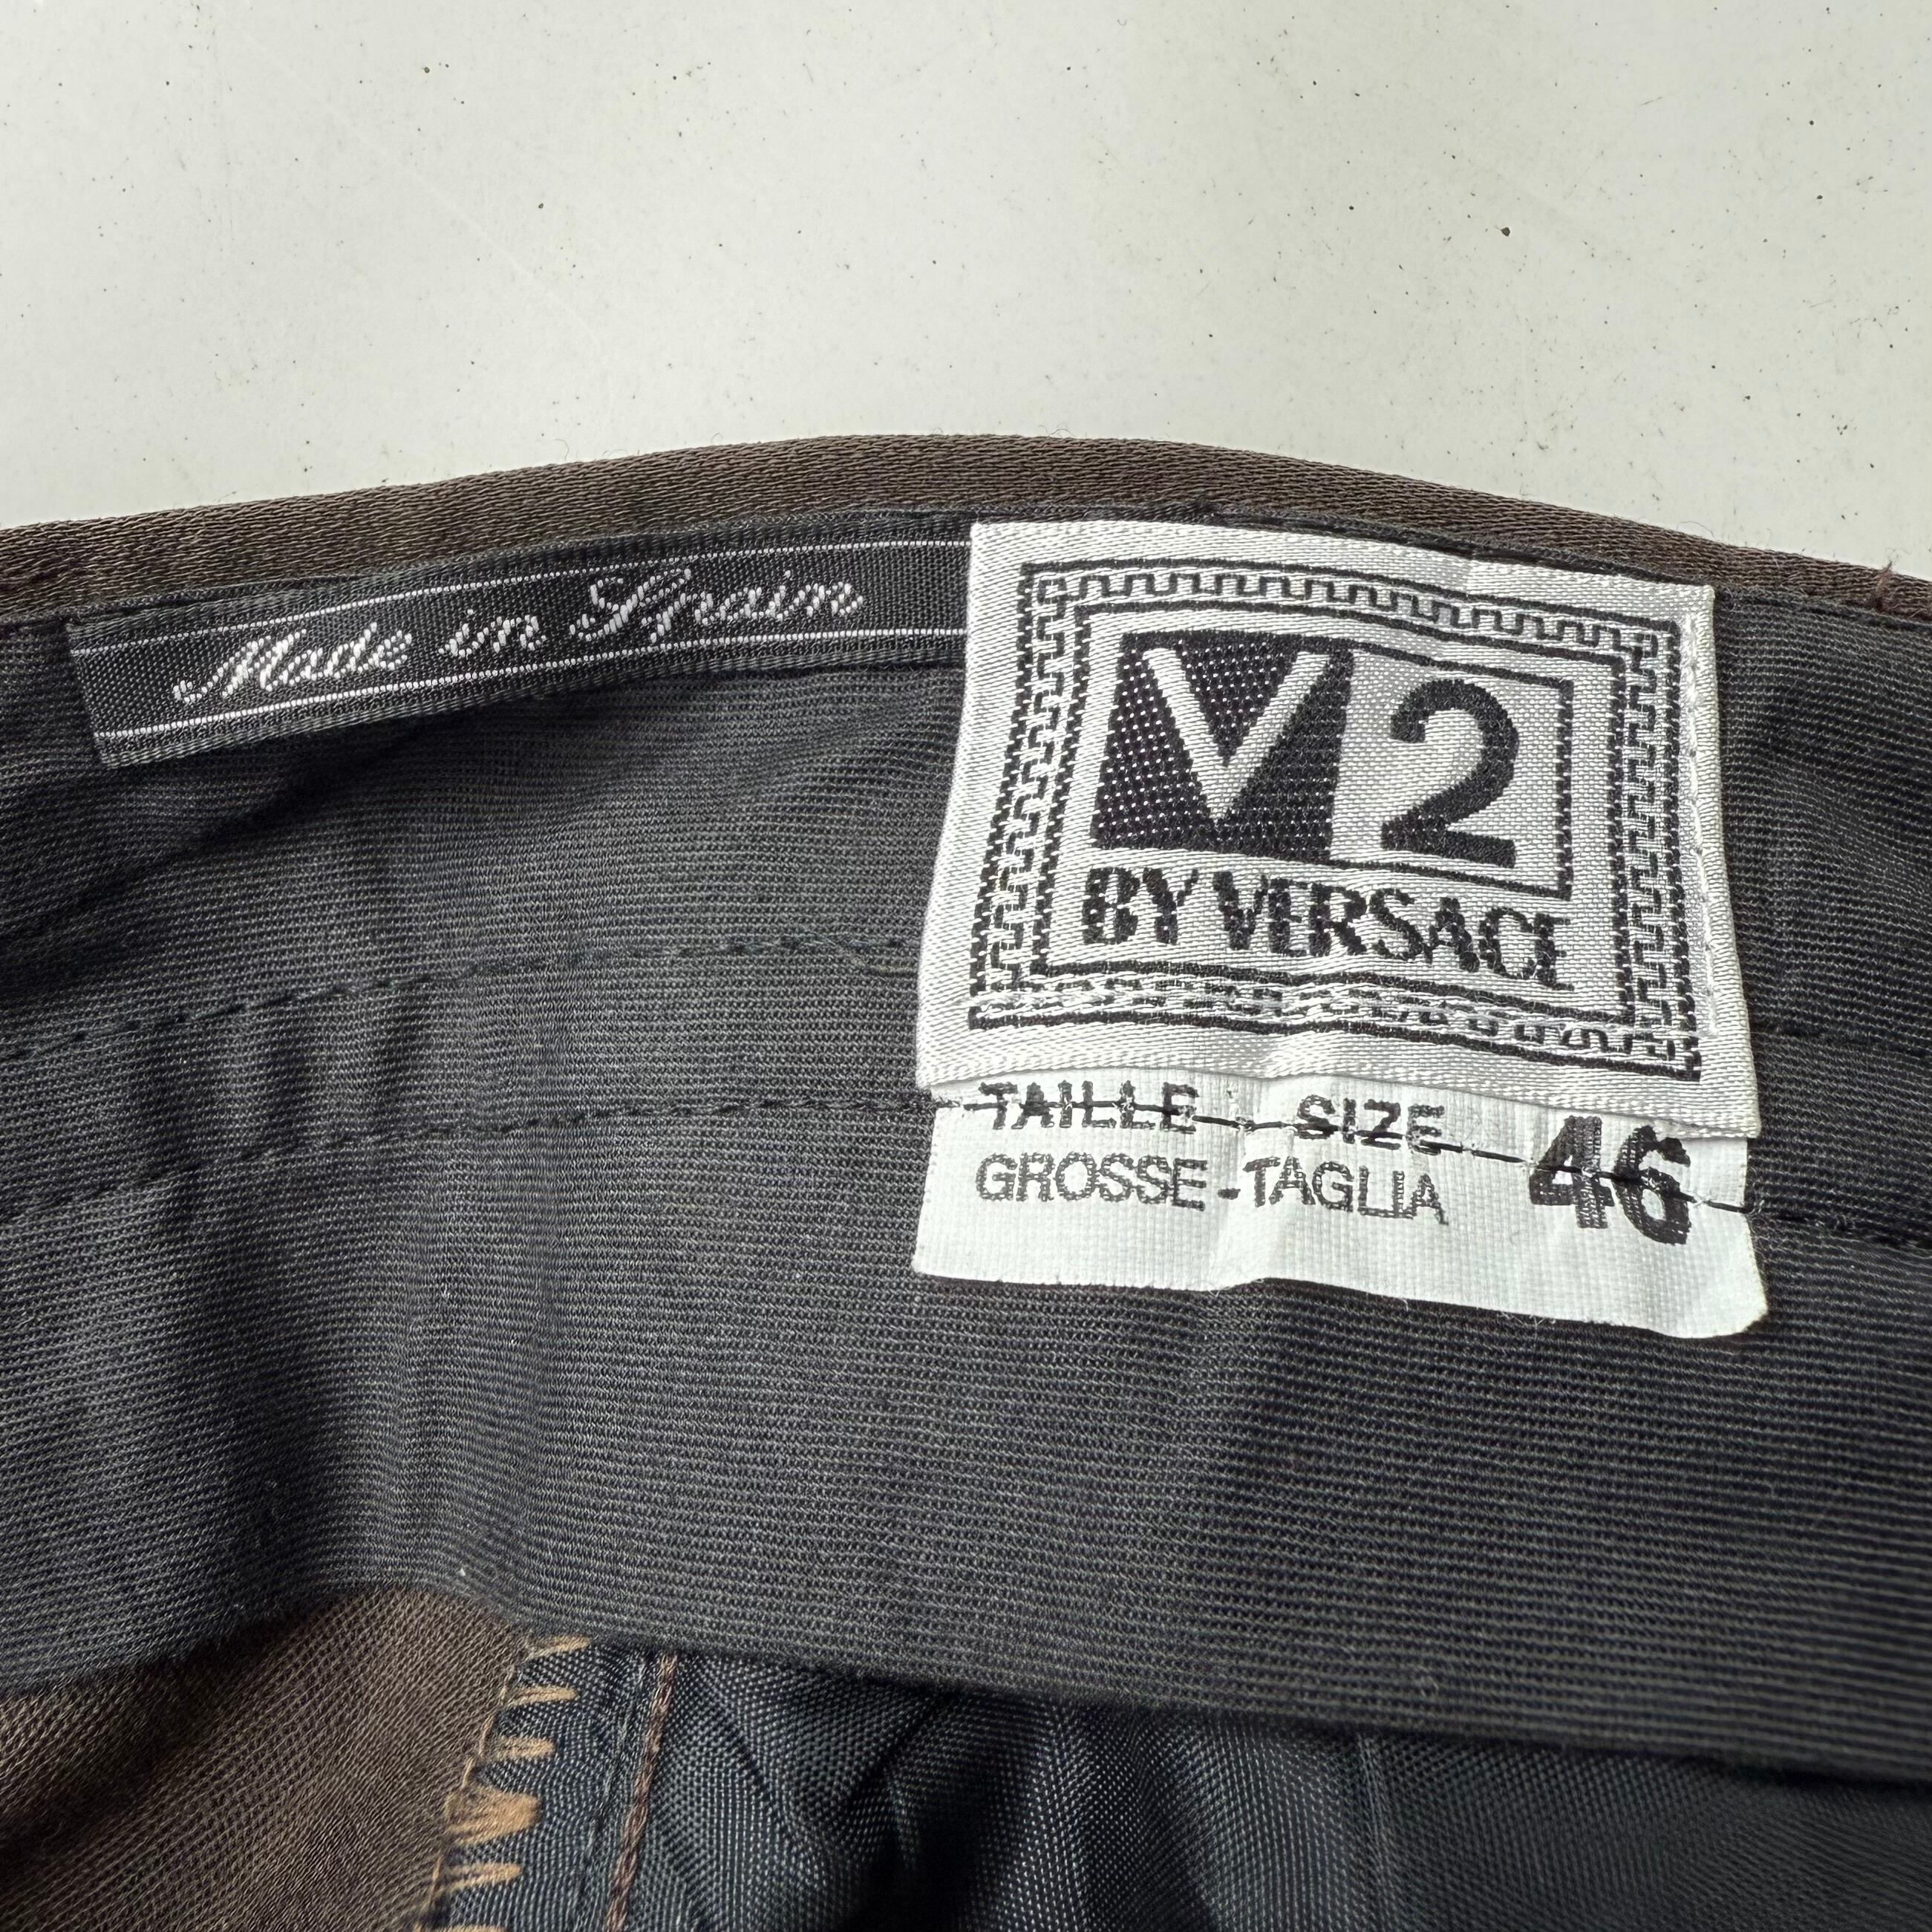 Made in Spain
V2
BY VERSACE
TAILLE - SIZE 46
GROSSE-TAGLIA